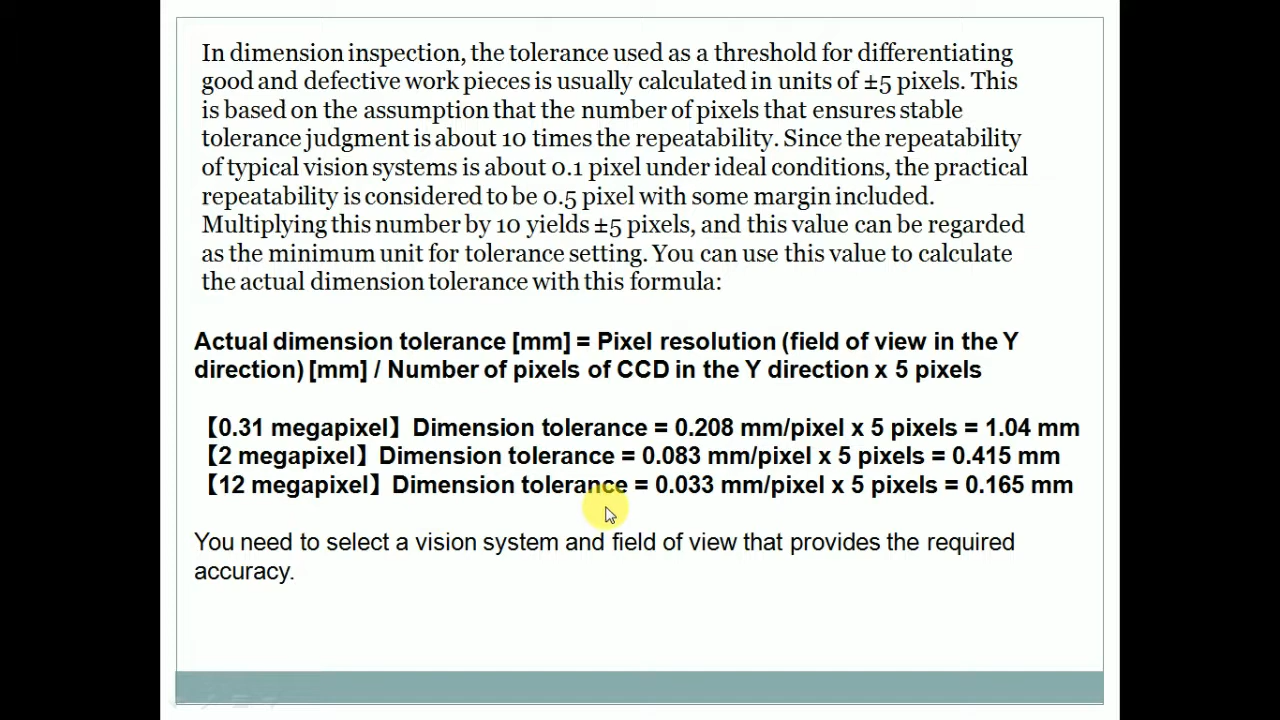 In dimension inspection, the tolerance used as a threshold for differentiating
good and defective work pieces is usually calculated in units of ±5 pixels. This
is based on the assumption that the number of pixels that ensures stable
tolerance judgment is about 10 times the repeatability. Since the repeatability
of typical vision systems is about 0.1 pixel under ideal conditions, the practical
repeatability is considered to be 0.5 pixel with some margin included.
Multiplying this number by 10 yields ±5 pixels, and this value can be regarded
as the minimum unit for tolerance setting. You can use this value to calculate
the actual dimension tolerance with this formula:
Actual dimension tolerance [mm] = Pixel resolution (field of view in the Y
direction) [mm] / Number of pixels of CCD in the Y direction x 5 pixels
【0.31 megapixel】Dimension tolerance = 0.208 mm/pixel x 5 pixels = 1.04 mm
【2 megapixel】Dimension tolerance = 0.083 mm/pixel x 5 pixels = 0.415 mm
【12 megapixel】Dimension tolerance = 0.033 mm/pixel x 5 pixels = 0.165 mm
You need to select a vision system and field of view that provides the required
accuracy.